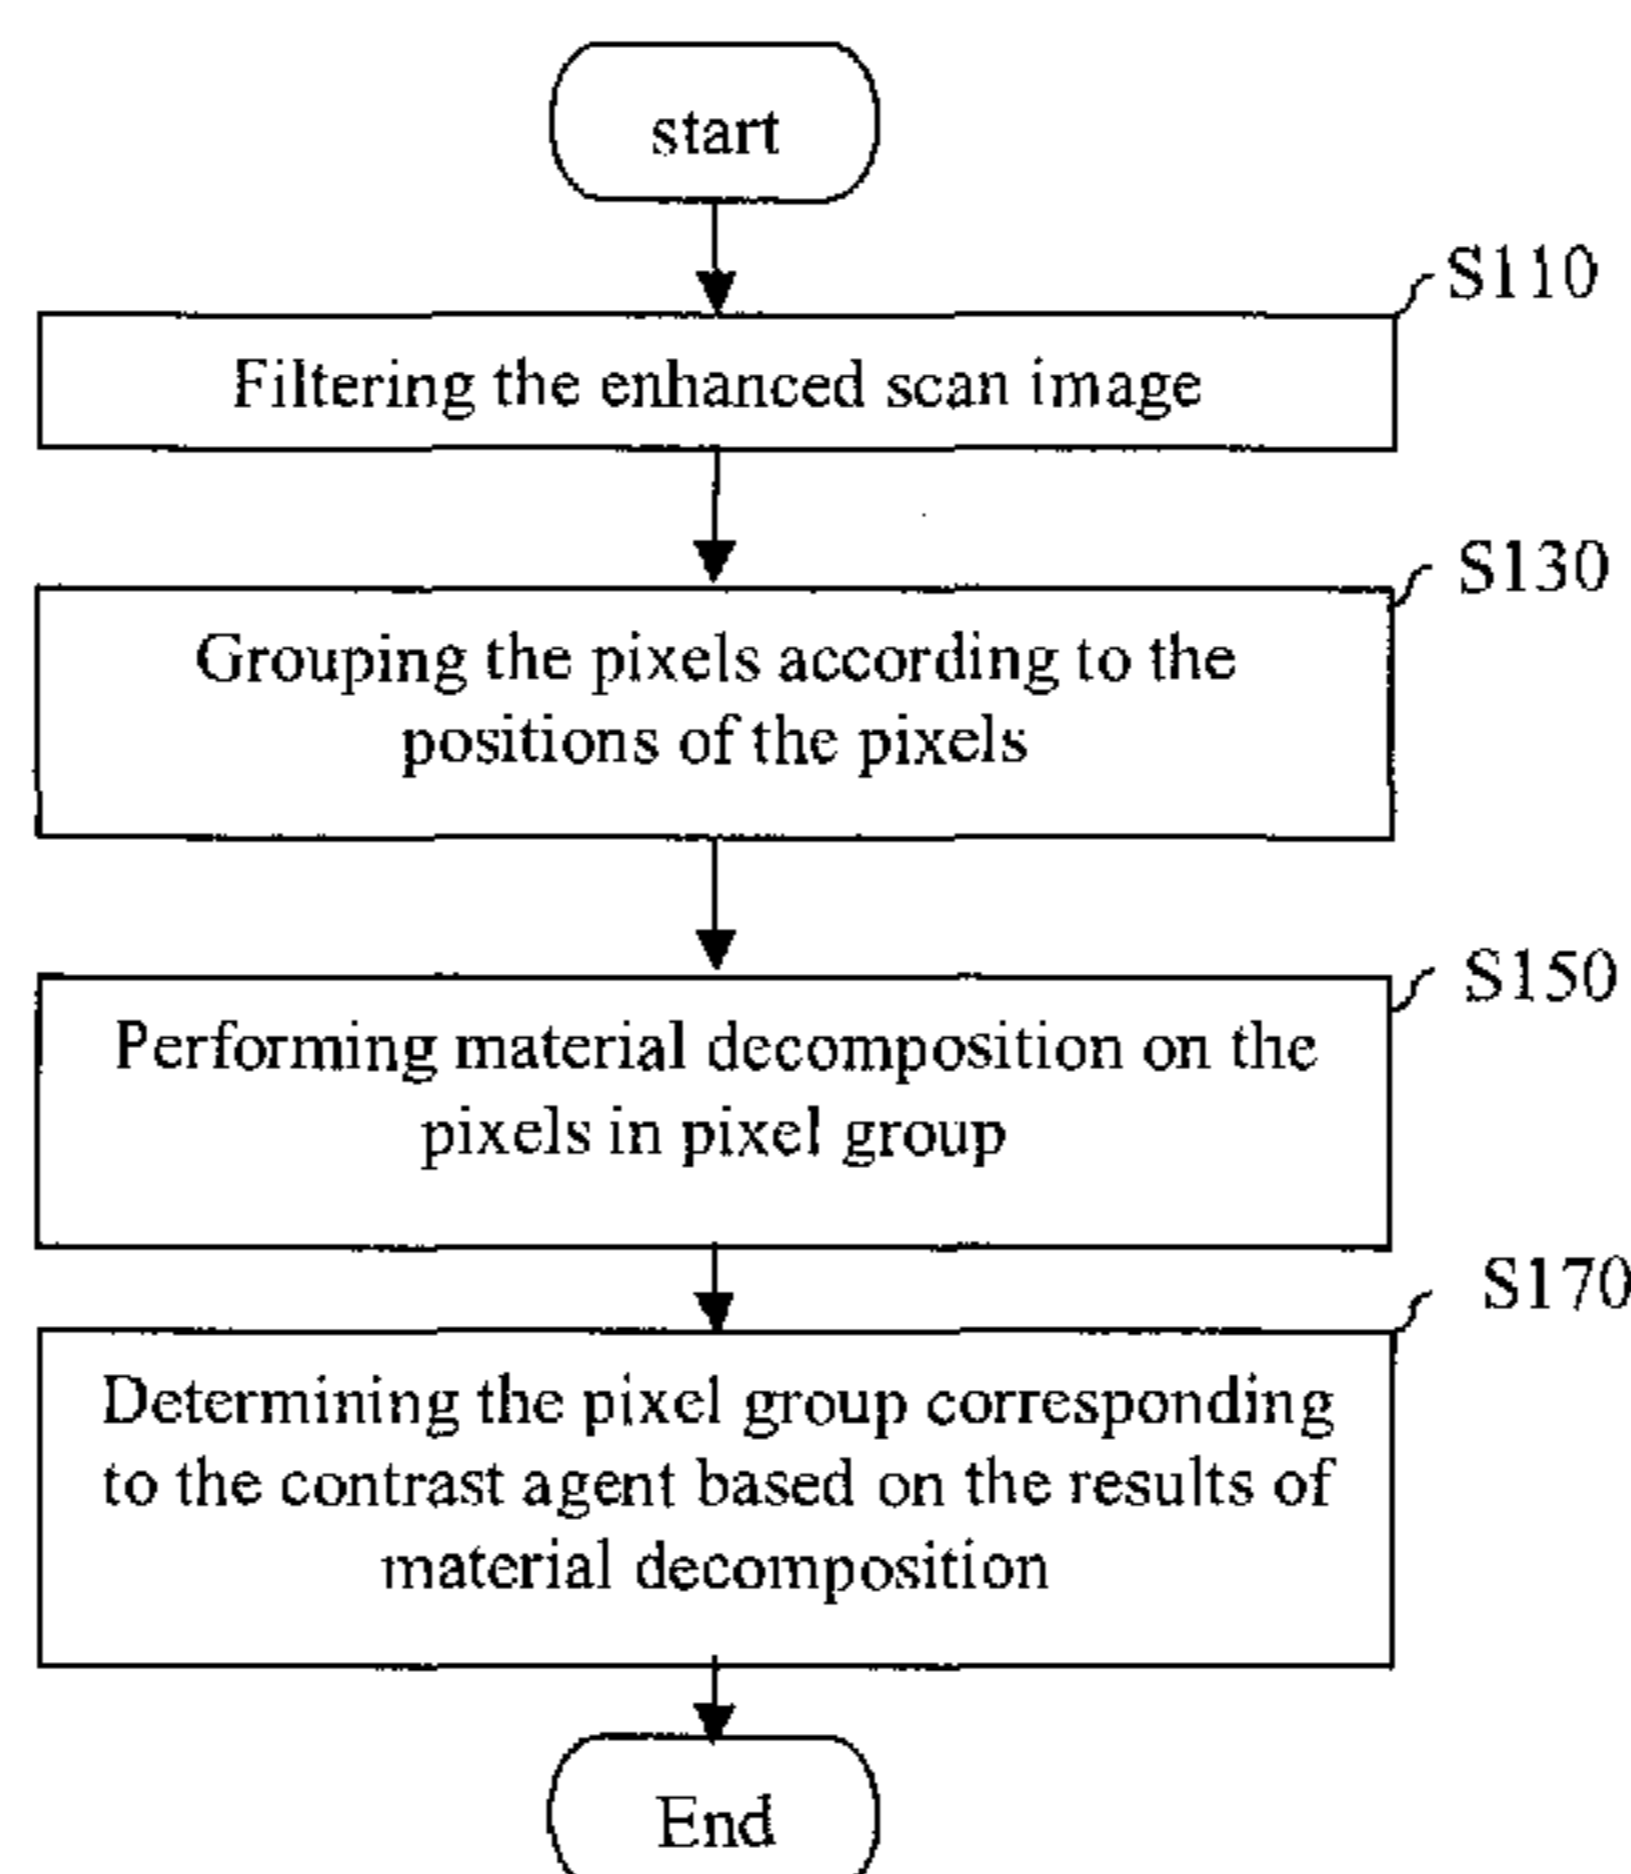 start
S110
Filtering the enhanced scan image
S130
Grouping the pixels according to the
positions of the pixels
S150
Performing material decomposition on the
pixels in pixel group
S170
Determining the pixel group corresponding
to the contrast agent based on the results of
material decomposition
End